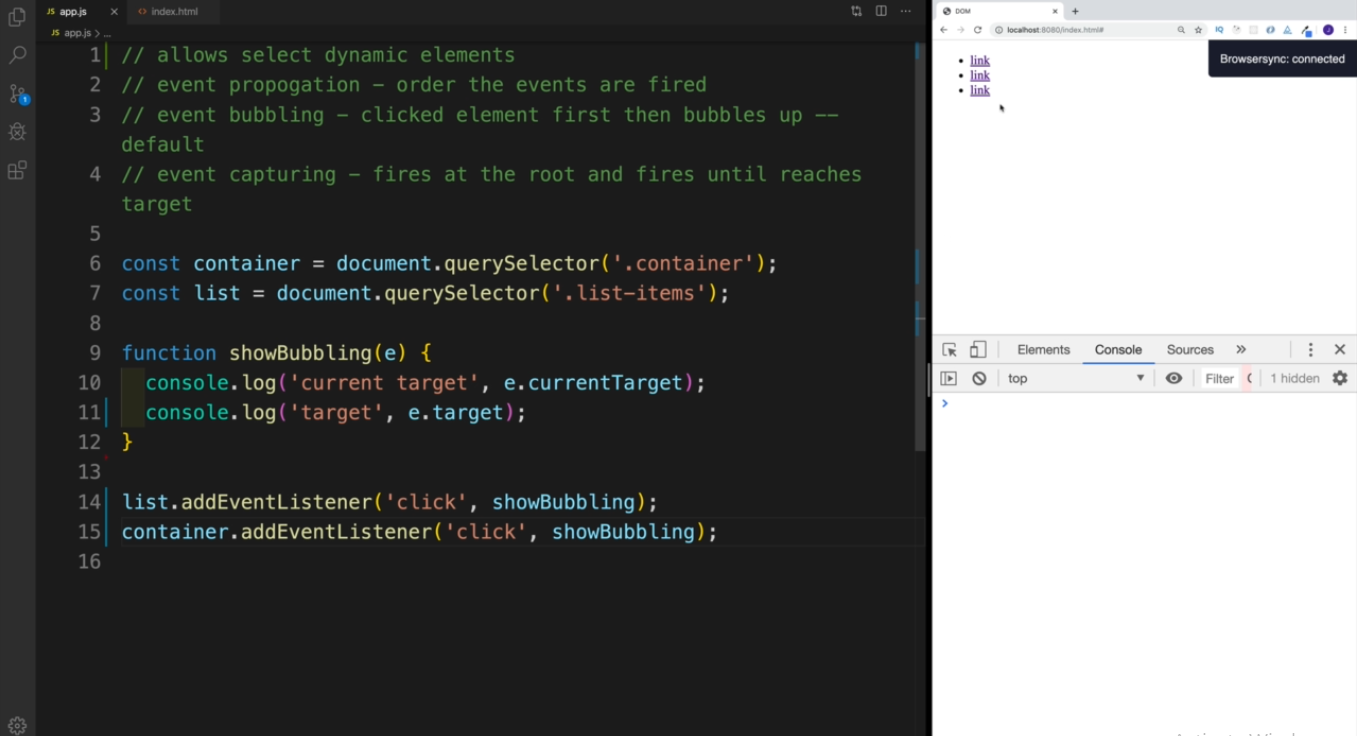 JS app.js
<> index.html
JS app.js > ...
1 // allows select dynamic elements
2 // event propogation - order the events are fired
3 // event bubbling - clicked element first then bubbles up --
default
4 // event capturing - fires at the root and fires until reaches
target
5
6 const container = document.querySelector('.container');
7 const list = document.querySelector('.list-items');
8
9 function showBubbling(e) {
10 console.log('current target', e.currentTarget);
11 console.log('target', e.target);
12 }
13
14 list.addEventListener('click', showBubbling);
15 container.addEventListener('click', showBubbling);
16
1
DOM
localhost:8080/index.html#
IQ
J
Browsersync: connected
link
link
link
Elements Console Sources
top
Filter
1 hidden